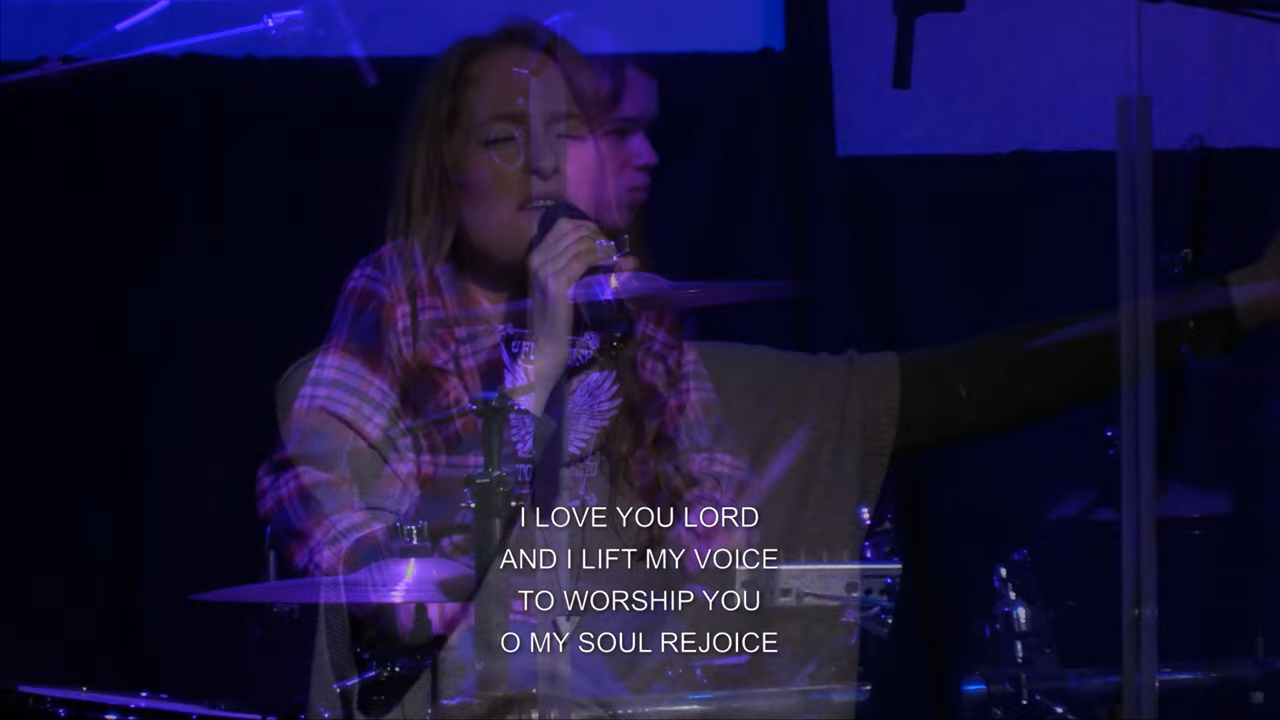 I LOVE YOU LORD
AND I LIFT MY VOICE
TO WORSHIP YOU
O MY SOUL REJOICE